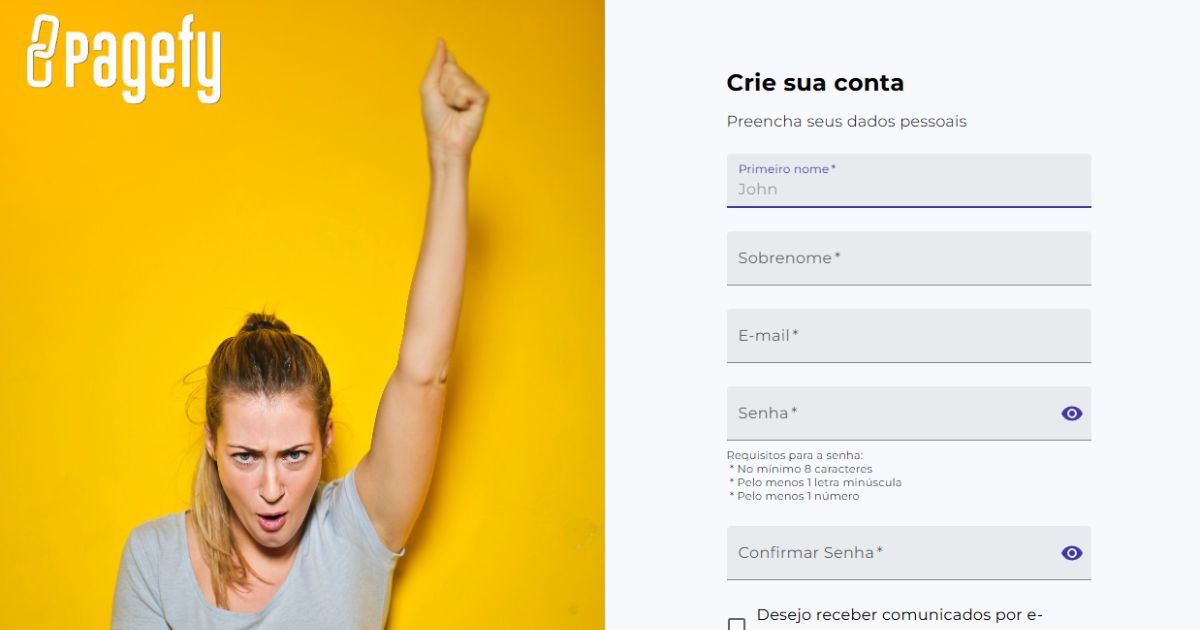 Pagefy
Crie sua conta
Preencha seus dados pessoais
Primeiro nome *
John
Sobrenome *
E-mail *
Senha *
Requisitos para a senha:
* No mínimo 8 caracteres
* Pelo menos 1 letra minúscula
* Pelo menos 1 número
Confirmar Senha *
Desejo receber comunicados por e-